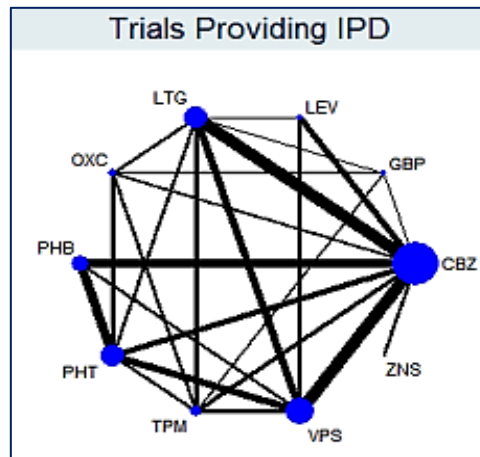 Trials Providing IPD
LTG
LEV
OXC
GBP
PHB
CBZ
PHT
ZNS
TPM
VPS